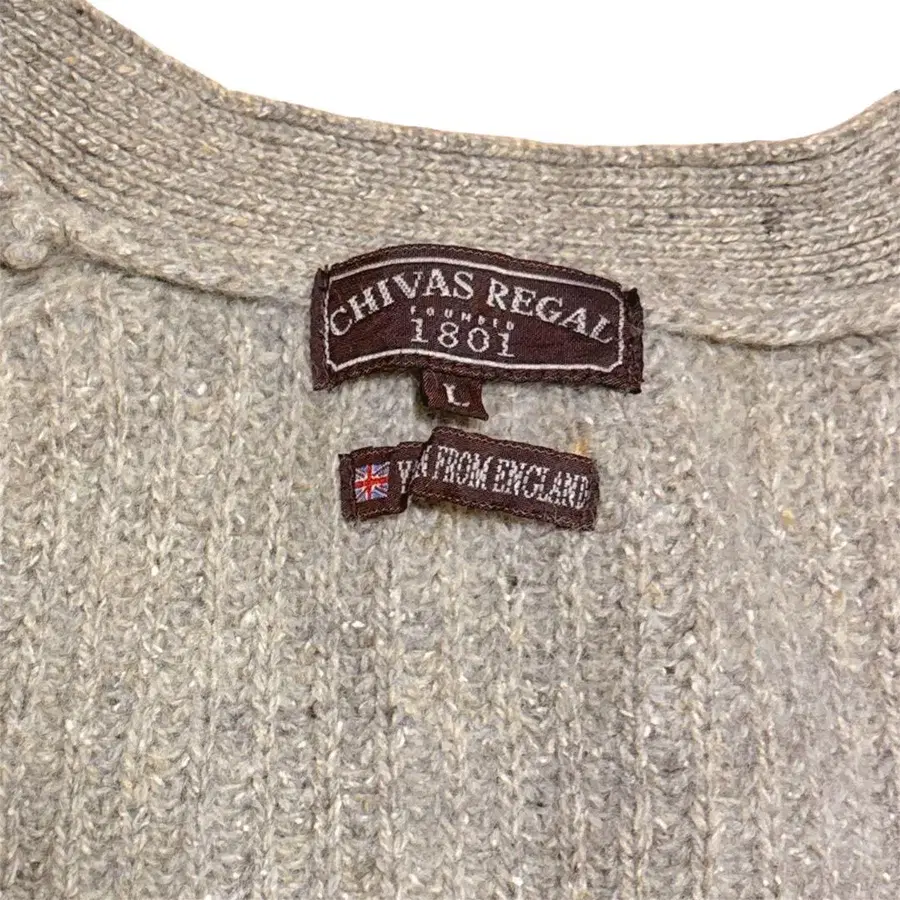 CHIVAS REGAL
FOUNDED
1801
L
FROM ENGLAND